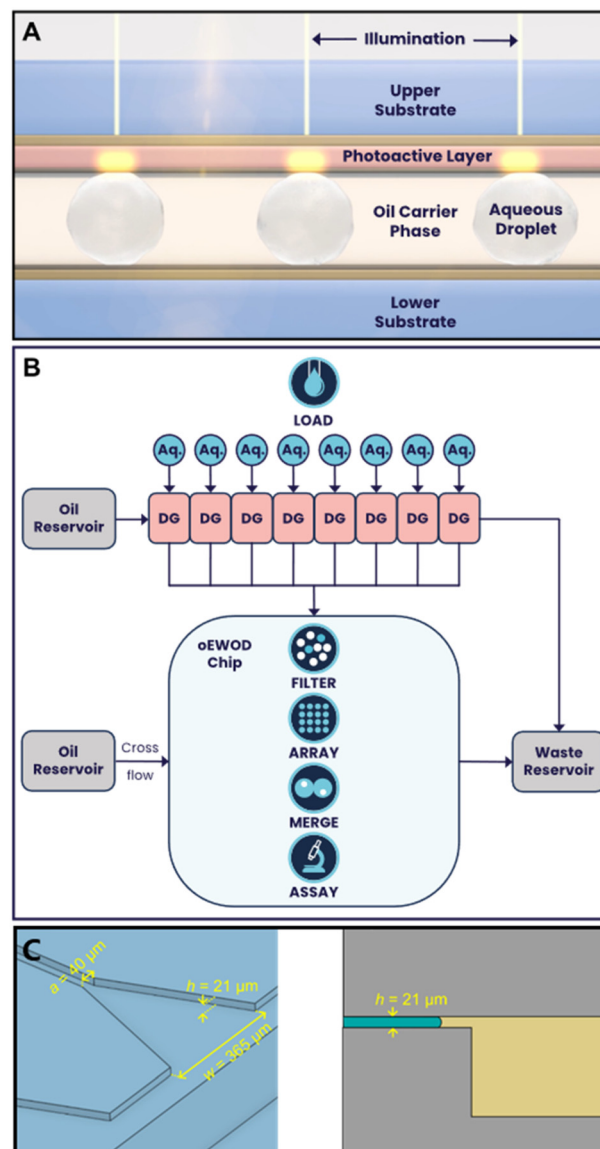 A
Illumination
Upper
Substrate
Photoactive Layer
Oil Carrier
Phase
Aqueous
Droplet
Lower
Substrate
B
LOAD
Aq. Aq. Aq. Aq. Aq. Aq. Aq. Aq.
Oil
Reservoir
DG DG DG DG DG DG DG DG
oEWOD
Chip
FILTER
ARRAY
MERGE
ASSAY
Oil
Reservoir
Cross
flow
Waste
Reservoir
C
a = 40 µm
h = 21 µm
w = 365 µm
h = 21 µm